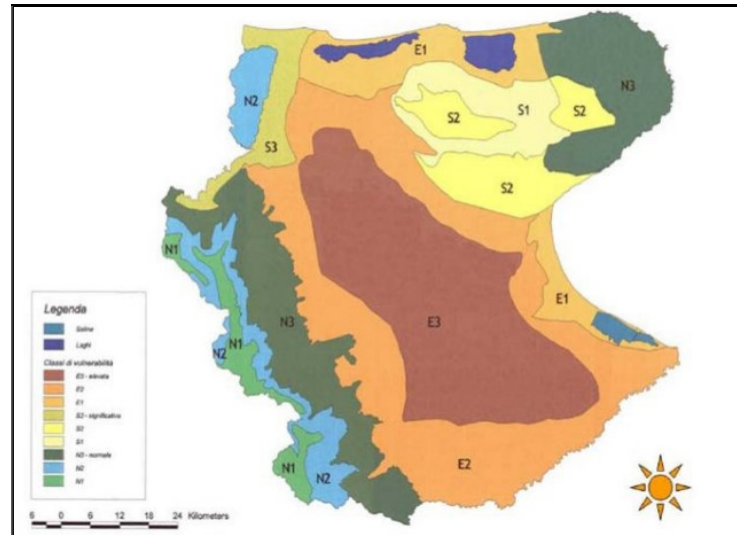 E1
N2
N3
S1
S2
S2
S3
S2
N1
E1
N3
E3
N1
N2
E2
N1
N2
Legenda
Saline
Laghi
Classi di vulnerabilità
E3 - elevata
E2
E1
S3 - significativa
S2
S1
N3 - normale
N2
N1
6 0 6 12 18 24 Kilometers